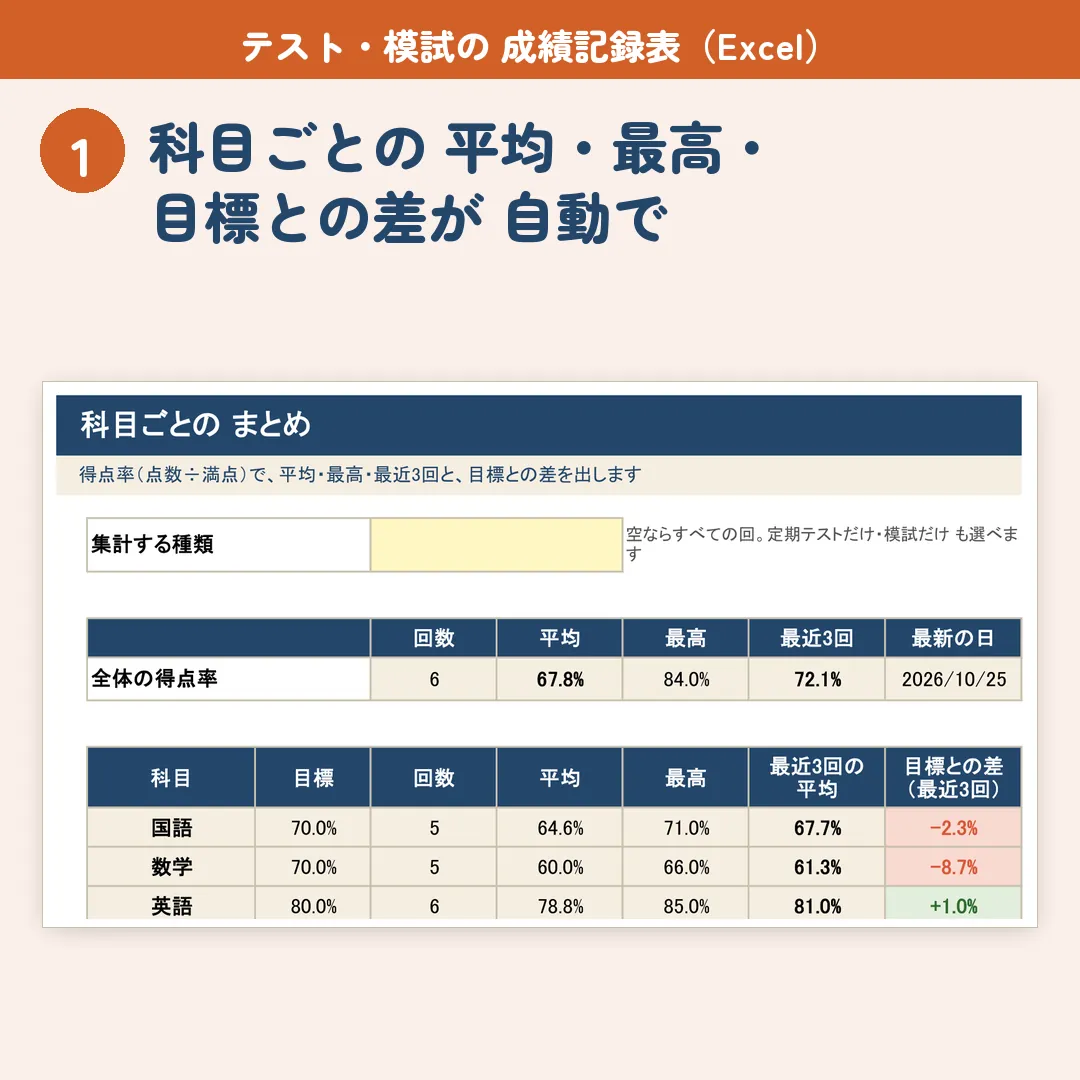 テスト・模試の 成績記録表（Excel）
1 科目ごとの 平均・最高・
目標との差が 自動で
科目ごとの まとめ
得点率（点数÷満点）で、平均・最高・最近3回と、目標との差を出します
集計する種類 空ならすべての回。定期テストだけ・模試だけ も選べま
す
回数 平均 最高 最近3回 最新の日
全体の得点率 6 67.8% 84.0% 72.1% 2026/10/25
科目 目標 回数 平均 最高 最近3回の
平均 目標との差
（最近3回）
国語 70.0% 5 64.6% 71.0% 67.7% −2.3%
数学 70.0% 5 60.0% 66.0% 61.3% −8.7%
英語 80.0% 6 78.8% 85.0% 81.0% +1.0%